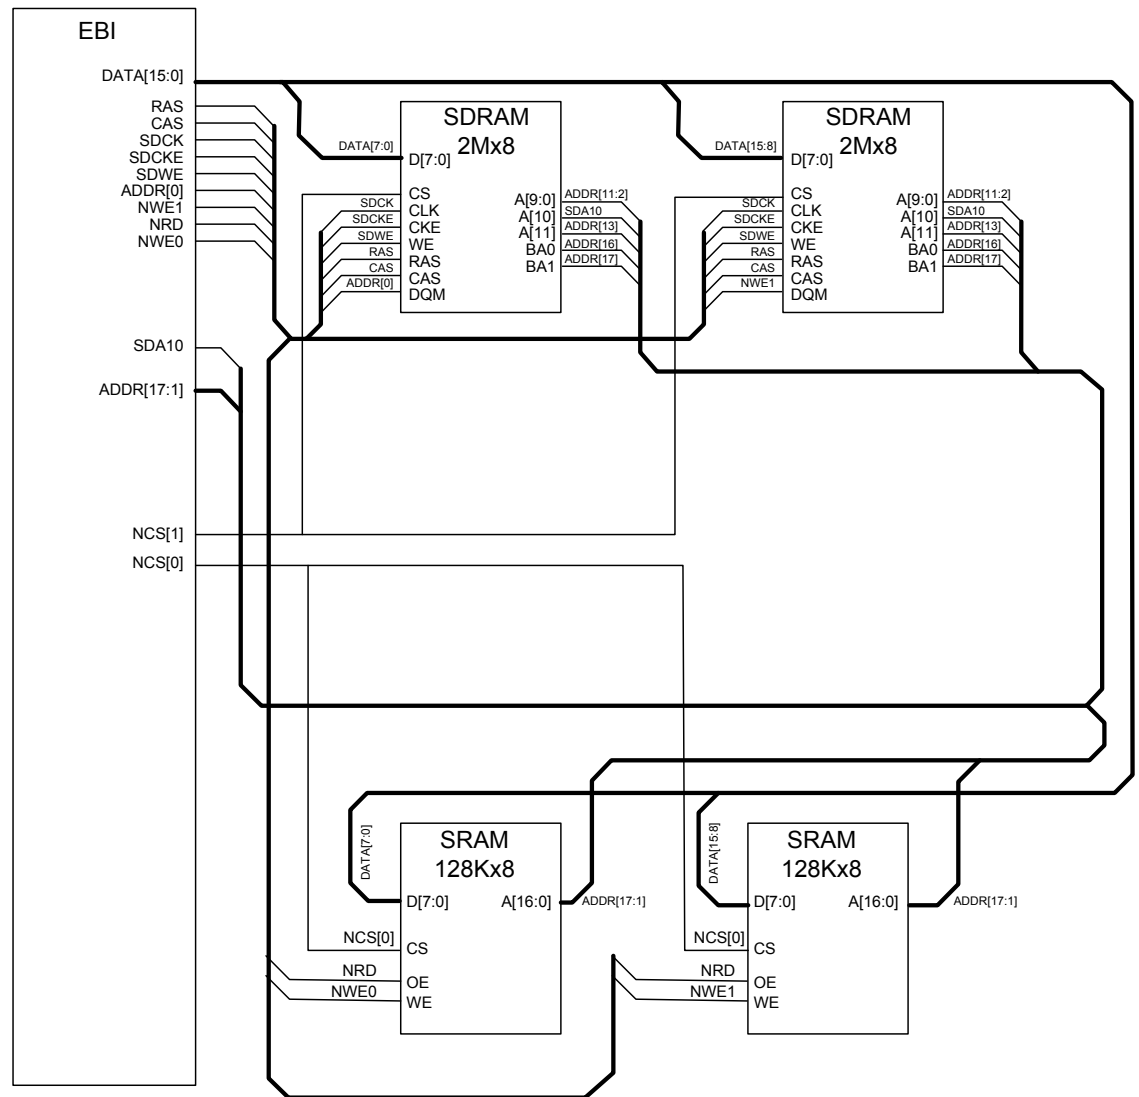 EBI
DATA[15:0]
RAS
CAS
SDCK
SDCKE
SDWE
ADDR[0]
NWE1
NRD
NWE0
SDA10
ADDR[17:1]
NCS[1]
NCS[0]
SDRAM
2Mx8
DATA[7:0]
D[7:0]
CS
SDCK
CLK
SDCKE
CKE
SDWE
WE
RAS
RAS
CAS
CAS
ADDR[0]
DQM
A[9:0]
ADDR[11:2]
A[10]
SDA10
A[11]
ADDR[13]
BA0
ADDR[16]
BA1
ADDR[17]
SDRAM
2Mx8
DATA[15:8]
D[7:0]
CS
SDCK
CLK
SDCKE
CKE
SDWE
WE
RAS
RAS
CAS
CAS
NWE1
DQM
A[9:0]
ADDR[11:2]
A[10]
SDA10
A[11]
ADDR[13]
BA0
ADDR[16]
BA1
ADDR[17]
SRAM
128Kx8
DATA[7:0]
D[7:0]
A[16:0]
ADDR[17:1]
NCS[0]
CS
NRD
OE
NWE0
WE
SRAM
128Kx8
DATA[15:8]
D[7:0]
A[16:0]
ADDR[17:1]
NCS[0]
CS
NRD
OE
NWE1
WE